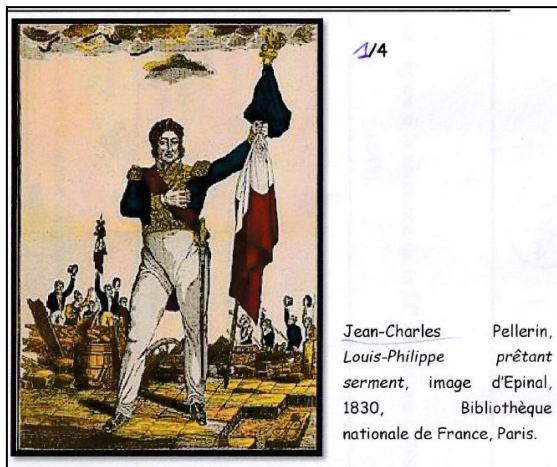 1/4
Jean-Charles Pellerin,
Louis-Philippe prêtant
serment, image d'Epinal,
1830, Bibliothèque
nationale de France, Paris.